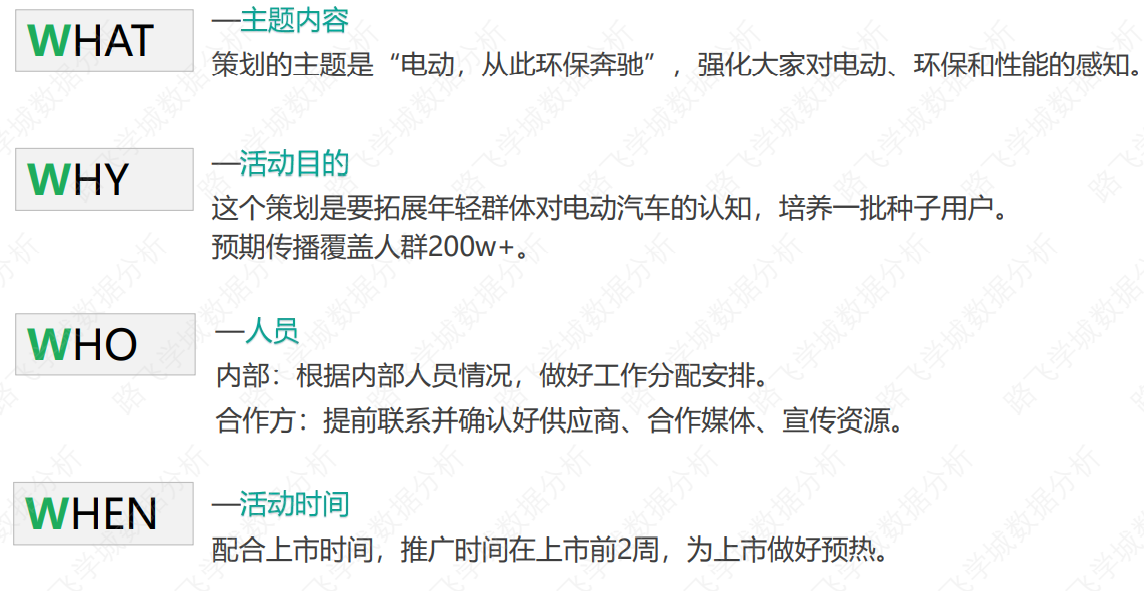 WHAT
—主题内容
策划的主题是“电动，从此环保奔驰”，强化大家对电动、环保和性能的感知。
WHY
—活动目的
这个策划是要拓展年轻群体对电动汽车的认知，培养一批种子用户。
预期传播覆盖人群200w+。
WHO
—人员
内部：根据内部人员情况，做好工作分配安排。
合作方：提前联系并确认好供应商、合作媒体、宣传资源。
WHEN
—活动时间
配合上市时间，推广时间在上市前2周，为上市做好预热。
路飞学城数据分析